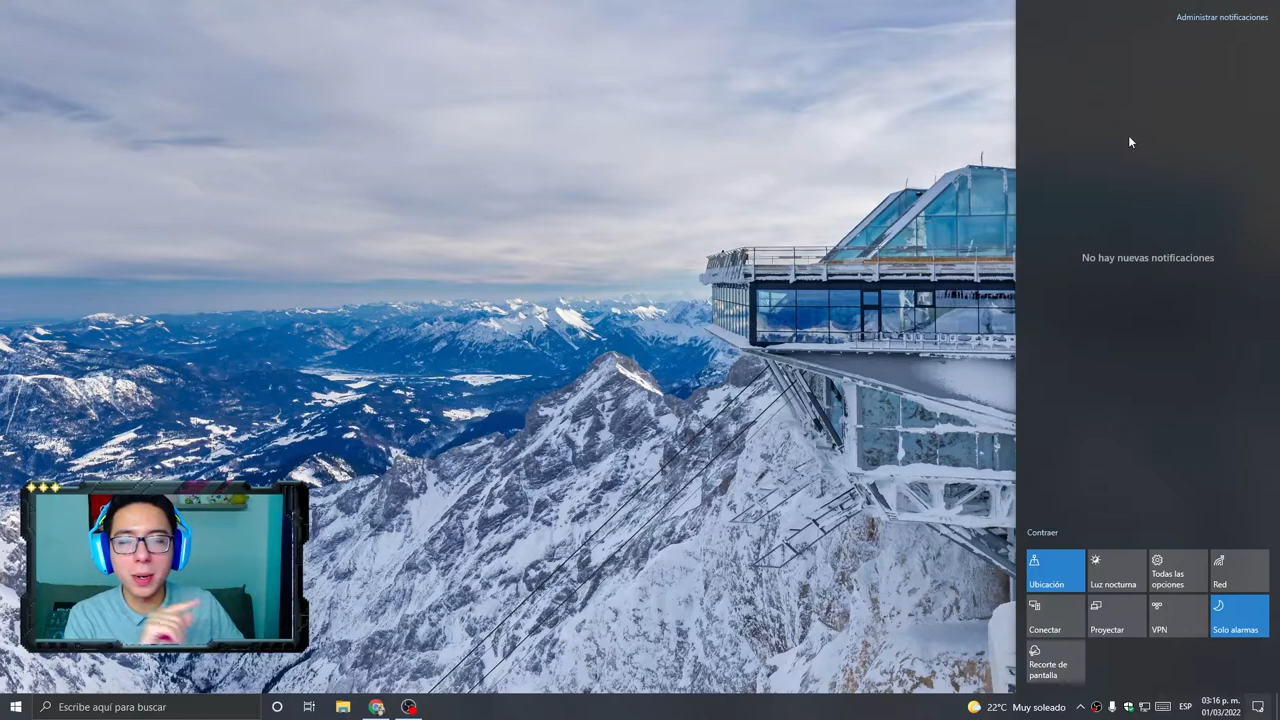 Administrar notificaciones
No hay nuevas notificaciones
Contraer
Ubicación
Luz nocturna
Todas las
opciones
Red
Conectar
Proyectar
VPN
Solo alarmas
Recorte de
pantalla
Escribe aquí para buscar
22°C Muy soleado
ESP
03:16 p. m.
01/03/2022